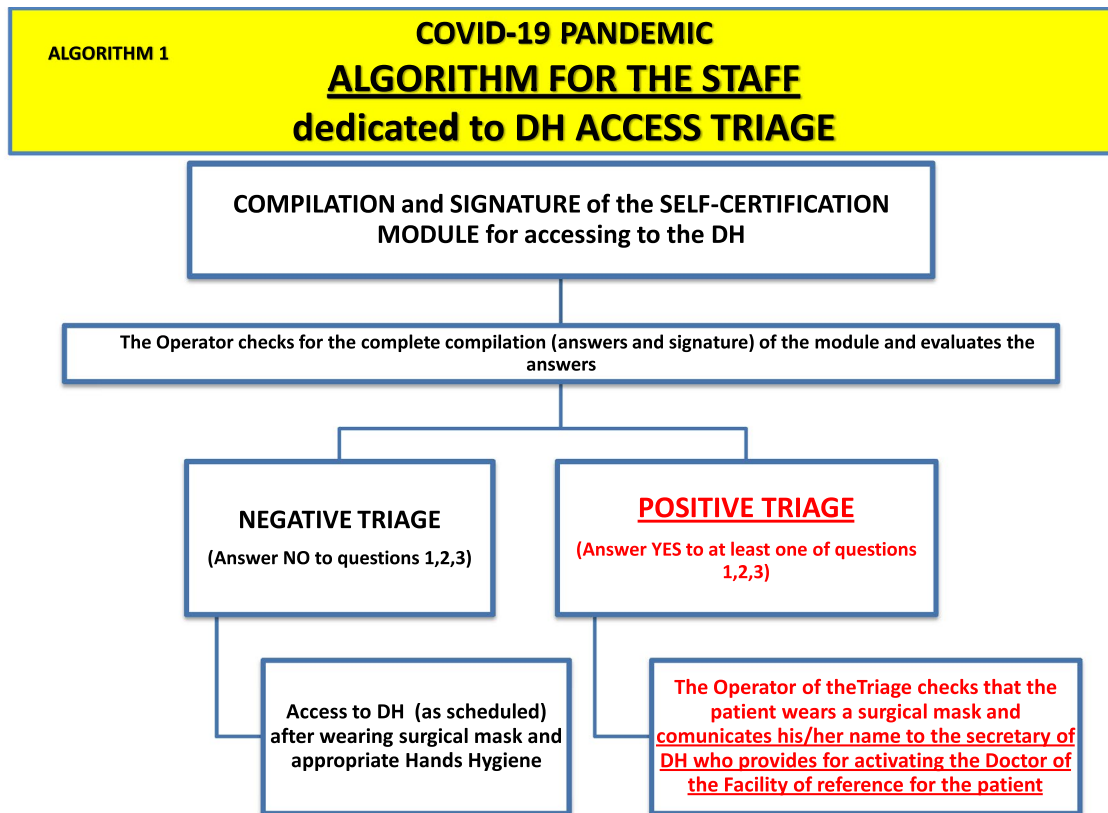 ALGORITHM 1
COVID-19 PANDEMIC
ALGORITHM FOR THE STAFF
dedicated to DH ACCESS TRIAGE
COMPILATION and SIGNATURE of the SELF-CERTIFICATION
MODULE for accessing to the DH
The Operator checks for the complete compilation (answers and signature) of the module and evaluates the
answers
NEGATIVE TRIAGE
(Answer NO to questions 1,2,3)
POSITIVE TRIAGE
(Answer YES to at least one of questions
1,2,3)
Access to DH (as scheduled)
after wearing surgical mask and
appropriate Hands Hygiene
The Operator of theTriage checks that the
patient wears a surgical mask and
comunicates his/her name to the secretary of
DH who provides for activating the Doctor of
the Facility of reference for the patient